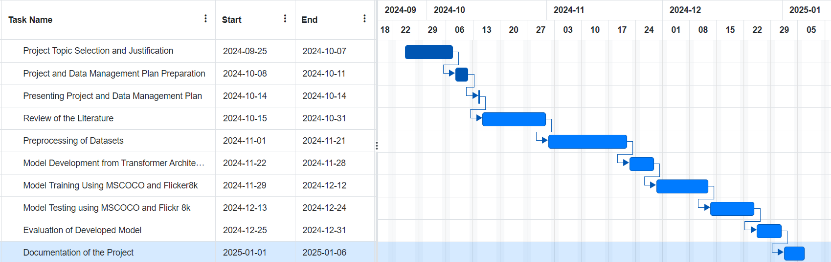 Task Name Start End 2024-09 2024-10 2024-11 2024-12 2025-01
18 22 29 06 13 20 27 03 10 17 24 01 08 15 22 29 05
Project Topic Selection and Justification 2024-09-25 2024-10-07
Project and Data Management Plan Preparation 2024-10-08 2024-10-11
Presenting Project and Data Management Plan 2024-10-14 2024-10-14
Review of the Literature 2024-10-15 2024-10-31
Preprocessing of Datasets 2024-11-01 2024-11-21
Model Development from Transformer Archite... 2024-11-22 2024-11-28
Model Training Using MSCOCO and Flicker8k 2024-11-29 2024-12-12
Model Testing using MSCOCO and Flickr 8k 2024-12-13 2024-12-24
Evaluation of Developed Model 2024-12-25 2024-12-31
Documentation of the Project 2025-01-01 2025-01-06